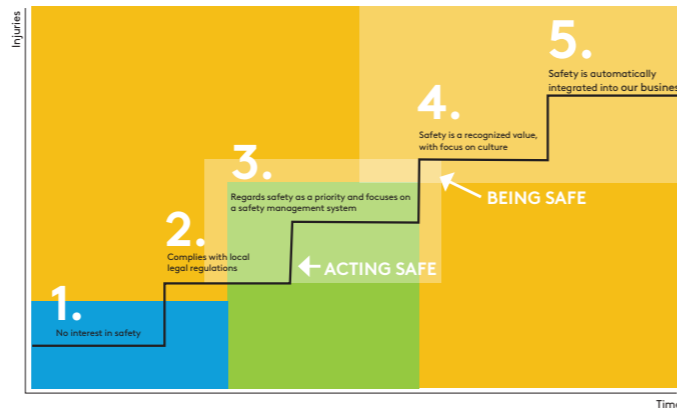 Injuries
5.
Safety is automatically
integrated into our busines
4.
Safety is a recognized value,
with focus on culture
3.
Regards safety as a priority and focuses on
a safety management system
BEING SAFE
2.
Complies with local
legal regulations
ACTING SAFE
1.
No interest in safety
Time